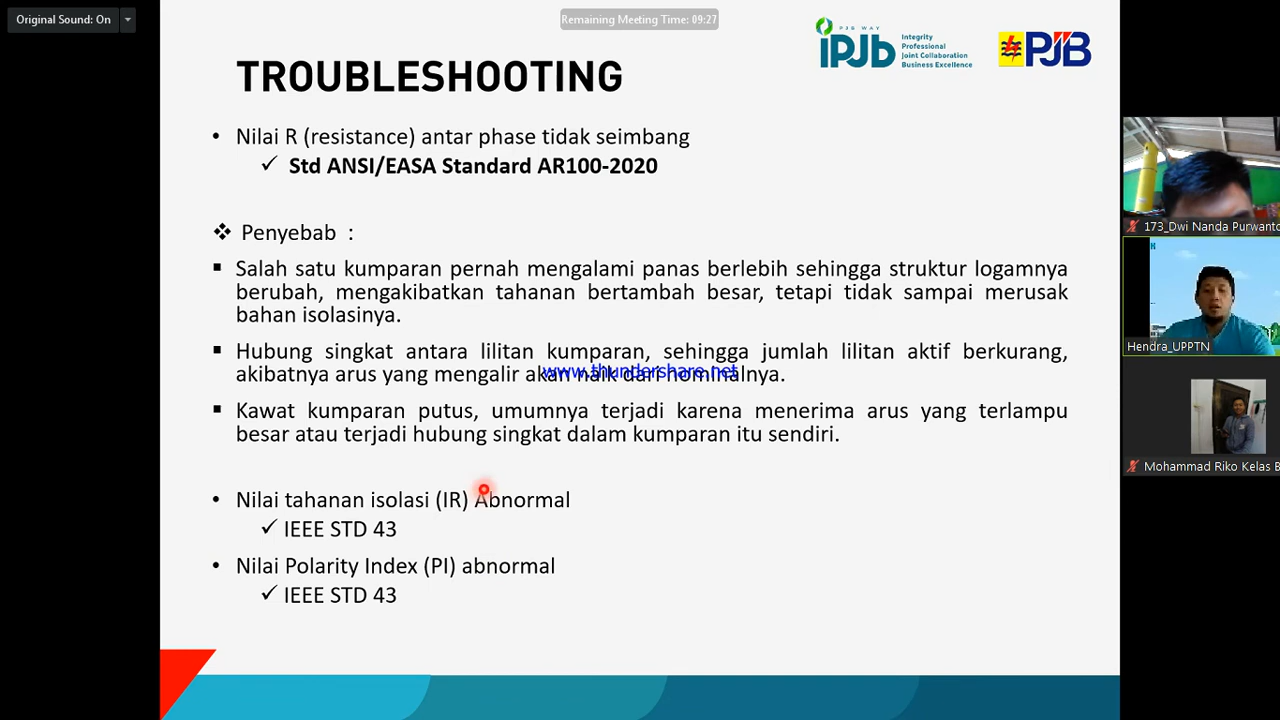 Original Sound: On
Remaining Meeting Time: 09:27
PJB WAY
iPJb
Integrity
Professional
Joint Collaboration
Business Excellence
PJB
TROUBLESHOOTING
• Nilai R (resistance) antar phase tidak seimbang
✓ Std ANSI/EASA Standard AR100-2020
❖ Penyebab :
▪ Salah satu kumparan pernah mengalami panas berlebih sehingga struktur logamnya
berubah, mengakibatkan tahanan bertambah besar, tetapi tidak sampai merusak
bahan isolasinya.
▪ Hubung singkat antara lilitan kumparan, sehingga jumlah lilitan aktif berkurang,
akibatnya arus yang mengalir akan naik dari nominalnya.
www.thundershare.net
▪ Kawat kumparan putus, umumnya terjadi karena menerima arus yang terlampu
besar atau terjadi hubung singkat dalam kumparan itu sendiri.
• Nilai tahanan isolasi (IR) Abnormal
✓ IEEE STD 43
• Nilai Polarity Index (PI) abnormal
✓ IEEE STD 43
173_Dwi Nanda Purwanto
Hendra_UPPTN
Mohammad Riko Kelas B